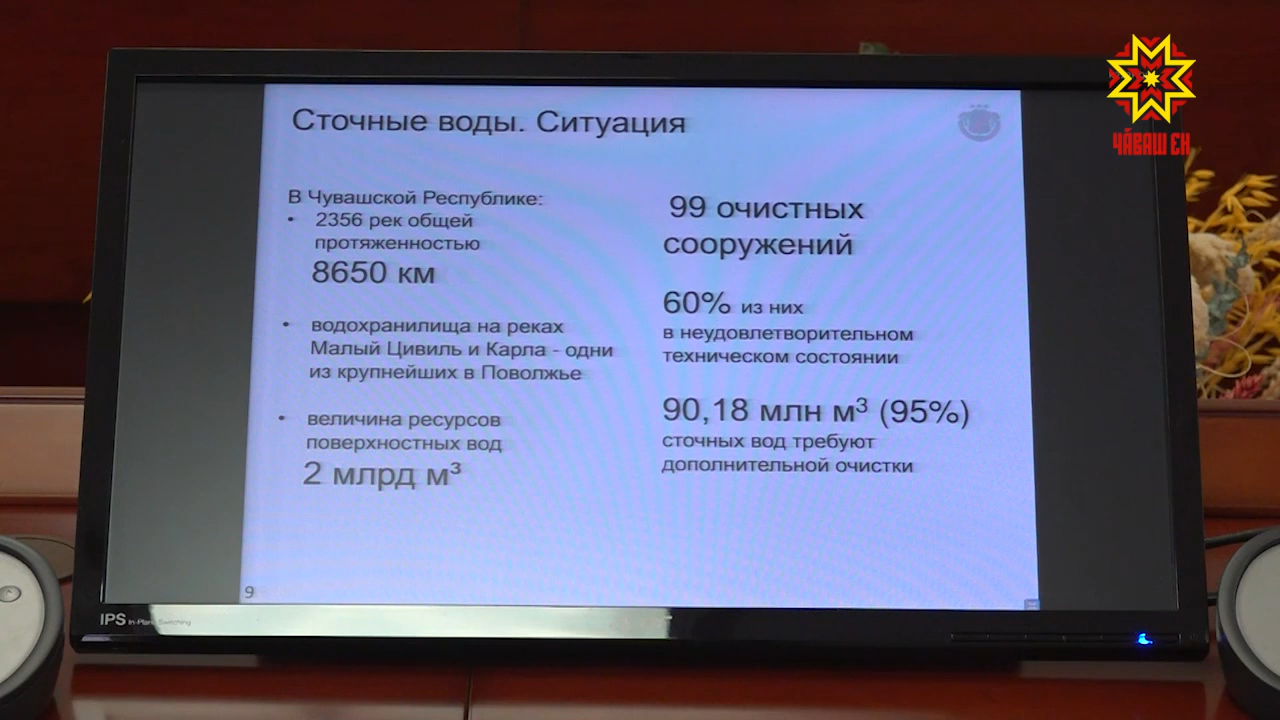 Сточные воды. Ситуация
В Чувашской Республике:
• 2356 рек общей
протяженностью
8650 км
• водохранилища на реках
Малый Цивиль и Карла - одни
из крупнейших в Поволжье
• величина ресурсов
поверхностных вод
2 млрд м³
99 очистных
сооружений
60% из них
в неудовлетворительном
техническом состоянии
90,18 млн м³ (95%)
сточных вод требуют
дополнительной очистки
9
IPS In-Plane Switching
ЧӐВАШ ЕН